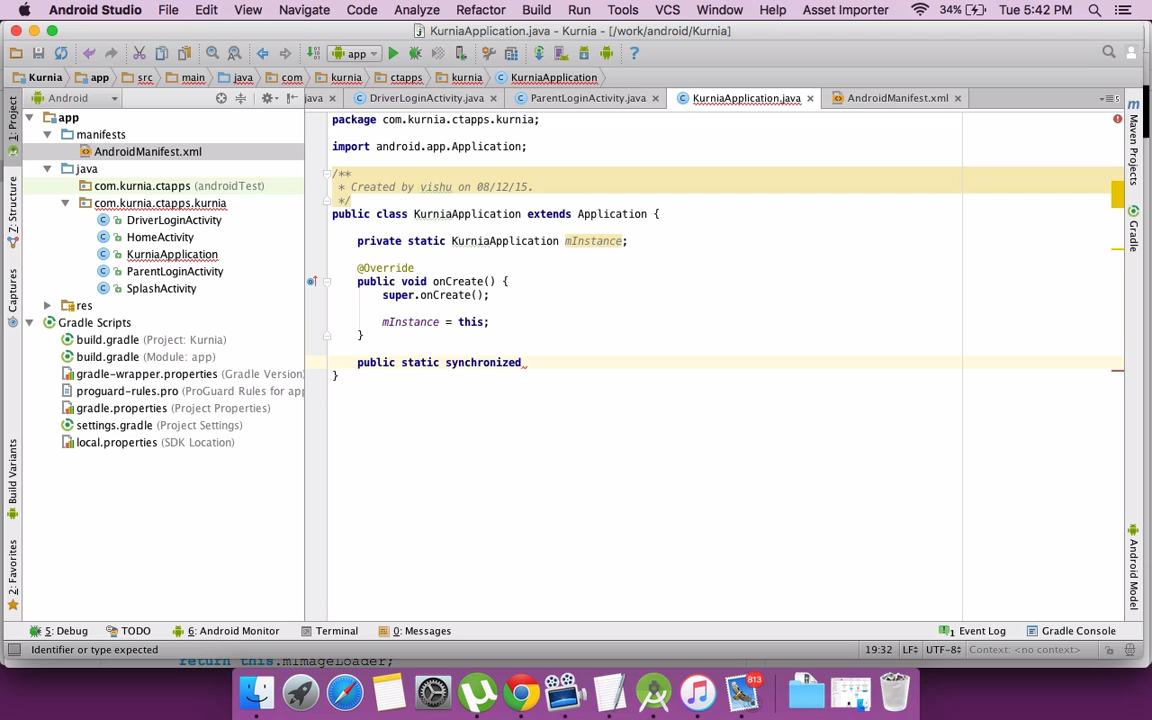 Android Studio File Edit View Navigate Code Analyze Refactor Build Run Tools VCS Window Help Asset Importer 34% Tue 5:42 PM
KurniaApplication.java - Kurnia - [/work/android/Kurnia]
app
Kurnia app src main java com kurnia ctapps kurnia KurniaApplication
Android java DriverLoginActivity.java ParentLoginActivity.java KurniaApplication.java AndroidManifest.xml
1: Project
7: Structure
Captures
Build Variants
2: Favorites
app
manifests
AndroidManifest.xml
java
com.kurnia.ctapps (androidTest)
com.kurnia.ctapps.kurnia
DriverLoginActivity
HomeActivity
KurniaApplication
ParentLoginActivity
SplashActivity
res
Gradle Scripts
build.gradle (Project: Kurnia)
build.gradle (Module: app)
gradle-wrapper.properties (Gradle Version)
proguard-rules.pro (ProGuard Rules for app
gradle.properties (Project Properties)
settings.gradle (Project Settings)
local.properties (SDK Location)
package com.kurnia.ctapps.kurnia;
import android.app.Application;
/**
* Created by vishu on 08/12/15.
*/
public class KurniaApplication extends Application {
private static KurniaApplication mInstance;
@Override
public void onCreate() {
super.onCreate();
mInstance = this;
}
public static synchronized
}
Maven Projects
Gradle
Android Model
5: Debug TODO 6: Android Monitor Terminal 0: Messages 1 Event Log Gradle Console
Identifier or type expected 19:32 LF UTF-8 Context: <no context>
return this.mImageLoader;
813